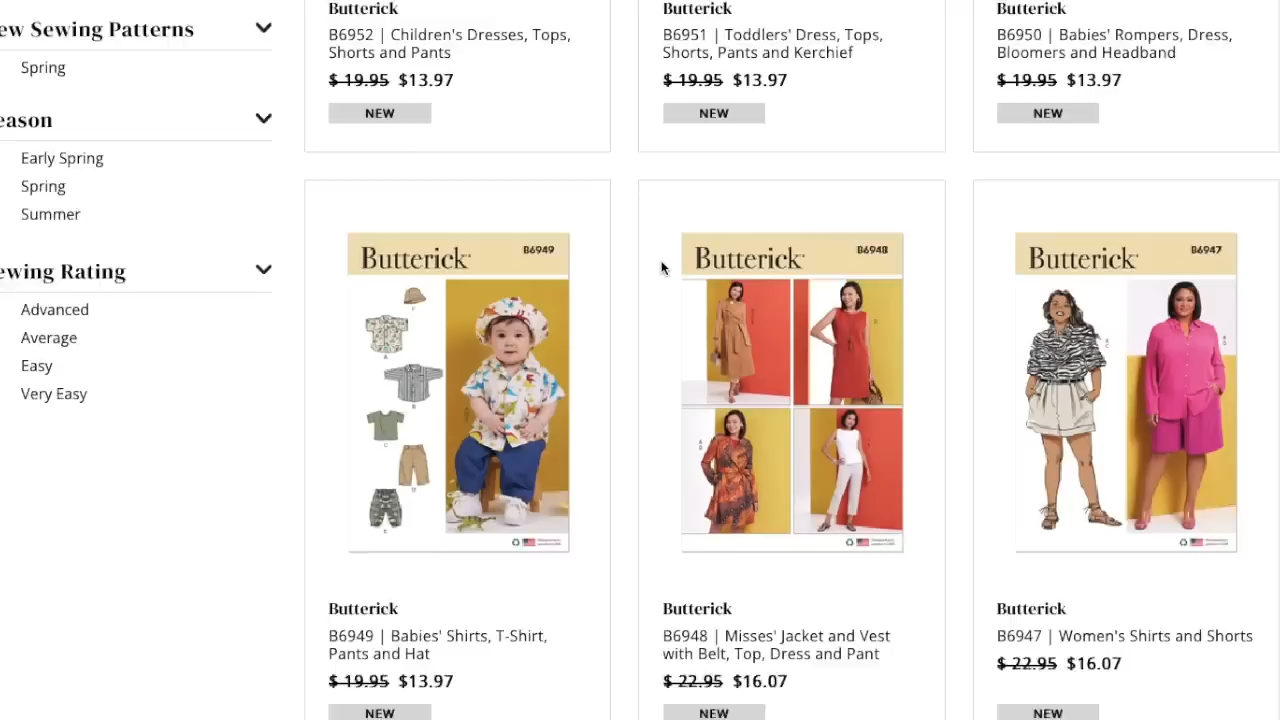 ew Sewing Patterns
Spring
eason
Early Spring
Spring
Summer
ewing Rating
Advanced
Average
Easy
Very Easy
Butterick
B6952 | Children's Dresses, Tops,
Shorts and Pants
$ 19.95 $13.97
NEW
Butterick
B6951 | Toddlers' Dress, Tops,
Shorts, Pants and Kerchief
$ 19.95 $13.97
NEW
Butterick
B6950 | Babies' Rompers, Dress,
Bloomers and Headband
$ 19.95 $13.97
NEW
Butterick B6949
Butterick
B6949 | Babies' Shirts, T-Shirt,
Pants and Hat
$ 19.95 $13.97
NEW
Butterick B6948
Butterick
B6948 | Misses' Jacket and Vest
with Belt, Top, Dress and Pant
$ 22.95 $16.07
NEW
Butterick B6947
Butterick
B6947 | Women's Shirts and Shorts
$ 22.95 $16.07
NEW